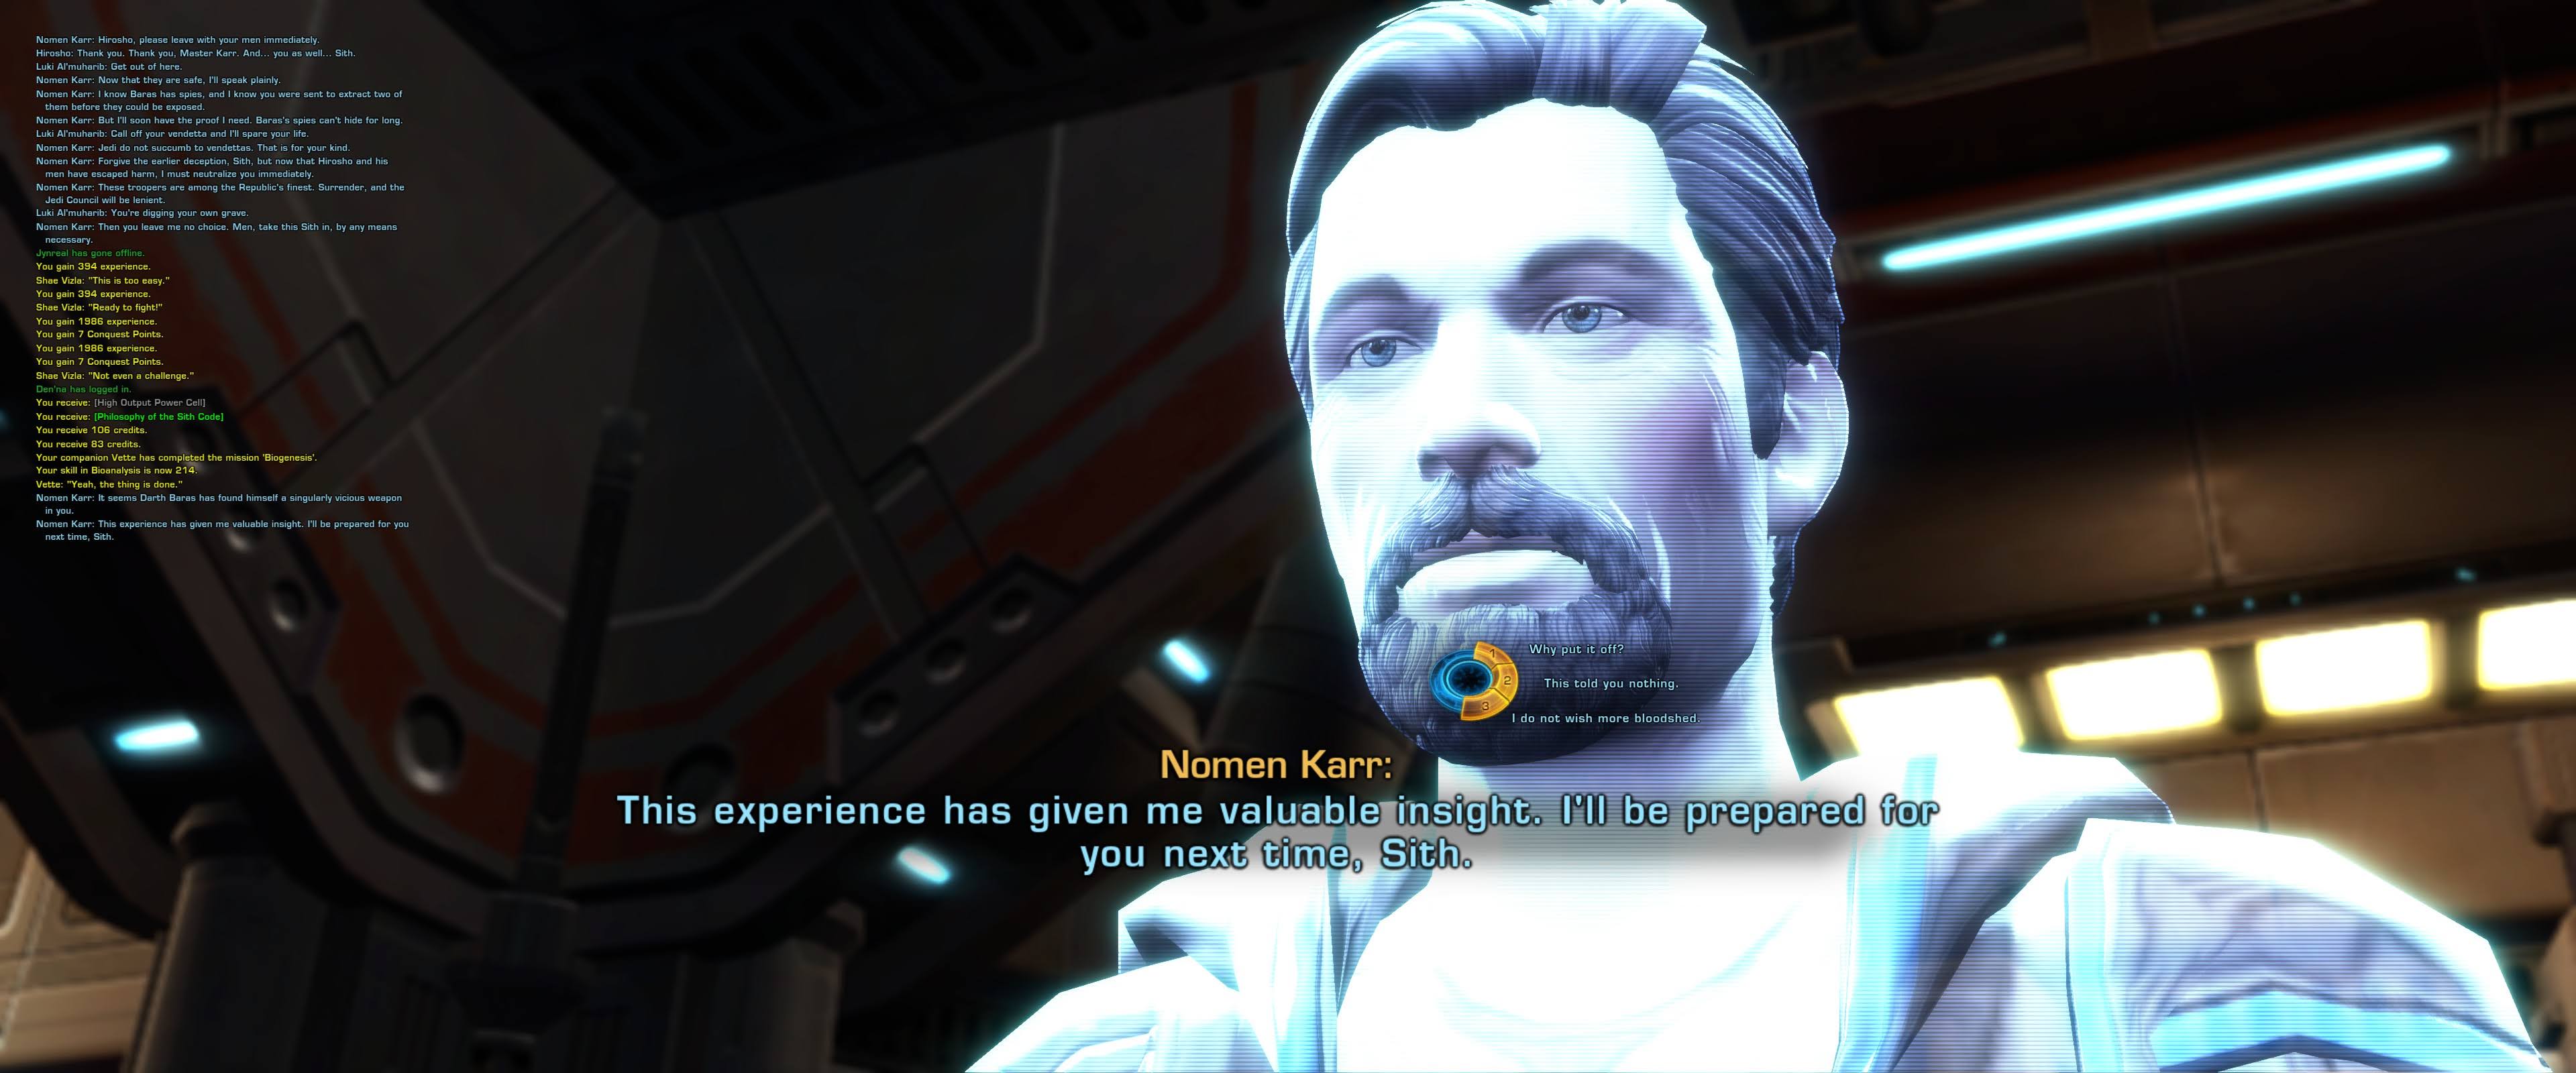 Nomen Karr: Hirosho, please leave with your men immediately.
Hirosho: Thank you. Thank you, Master Karr. And... you as well... Sith.
Luki Al'muharib: Get out of here.
Nomen Karr: Now that they are safe, I'll speak plainly.
Nomen Karr: I know Baras has spies, and I know you were sent to extract two of
them before they could be exposed.
Nomen Karr: But I'll soon have the proof I need. Baras's spies can't hide for long.
Luki Al'muharib: Call off your vendetta and I'll spare your life.
Nomen Karr: Jedi do not succumb to vendettas. That is for your kind.
Nomen Karr: Forgive the earlier deception, Sith, but now that Hirosho and his
men have escaped harm, I must neutralize you immediately.
Nomen Karr: These troopers are among the Republic's finest. Surrender, and the
Jedi Council will be lenient.
Luki Al'muharib: You're digging your own grave.
Nomen Karr: Then you leave me no choice. Men, take this Sith in, by any means
necessary.
Jynreal has gone offline.
You gain 394 experience.
Shae Vizla: "This is too easy."
You gain 394 experience.
Shae Vizla: "Ready to fight!"
You gain 1986 experience.
You gain 7 Conquest Points.
You gain 1986 experience.
You gain 7 Conquest Points.
Shae Vizla: "Not even a challenge."
Den'na has logged in.
You receive: [High Output Power Cell]
You receive: [Philosophy of the Sith Code]
You receive 106 credits.
You receive 83 credits.
Your companion Vette has completed the mission 'Biogenesis'.
Your skill in Bioanalysis is now 214.
Vette: "Yeah, the thing is done."
Nomen Karr: It seems Darth Baras has found himself a singularly vicious weapon
in you.
Nomen Karr: This experience has given me valuable insight. I'll be prepared for you
next time, Sith.
1 Why put it off?
2 This told you nothing.
3 I do not wish more bloodshed.
Nomen Karr:
This experience has given me valuable insight. I'll be prepared for
you next time, Sith.